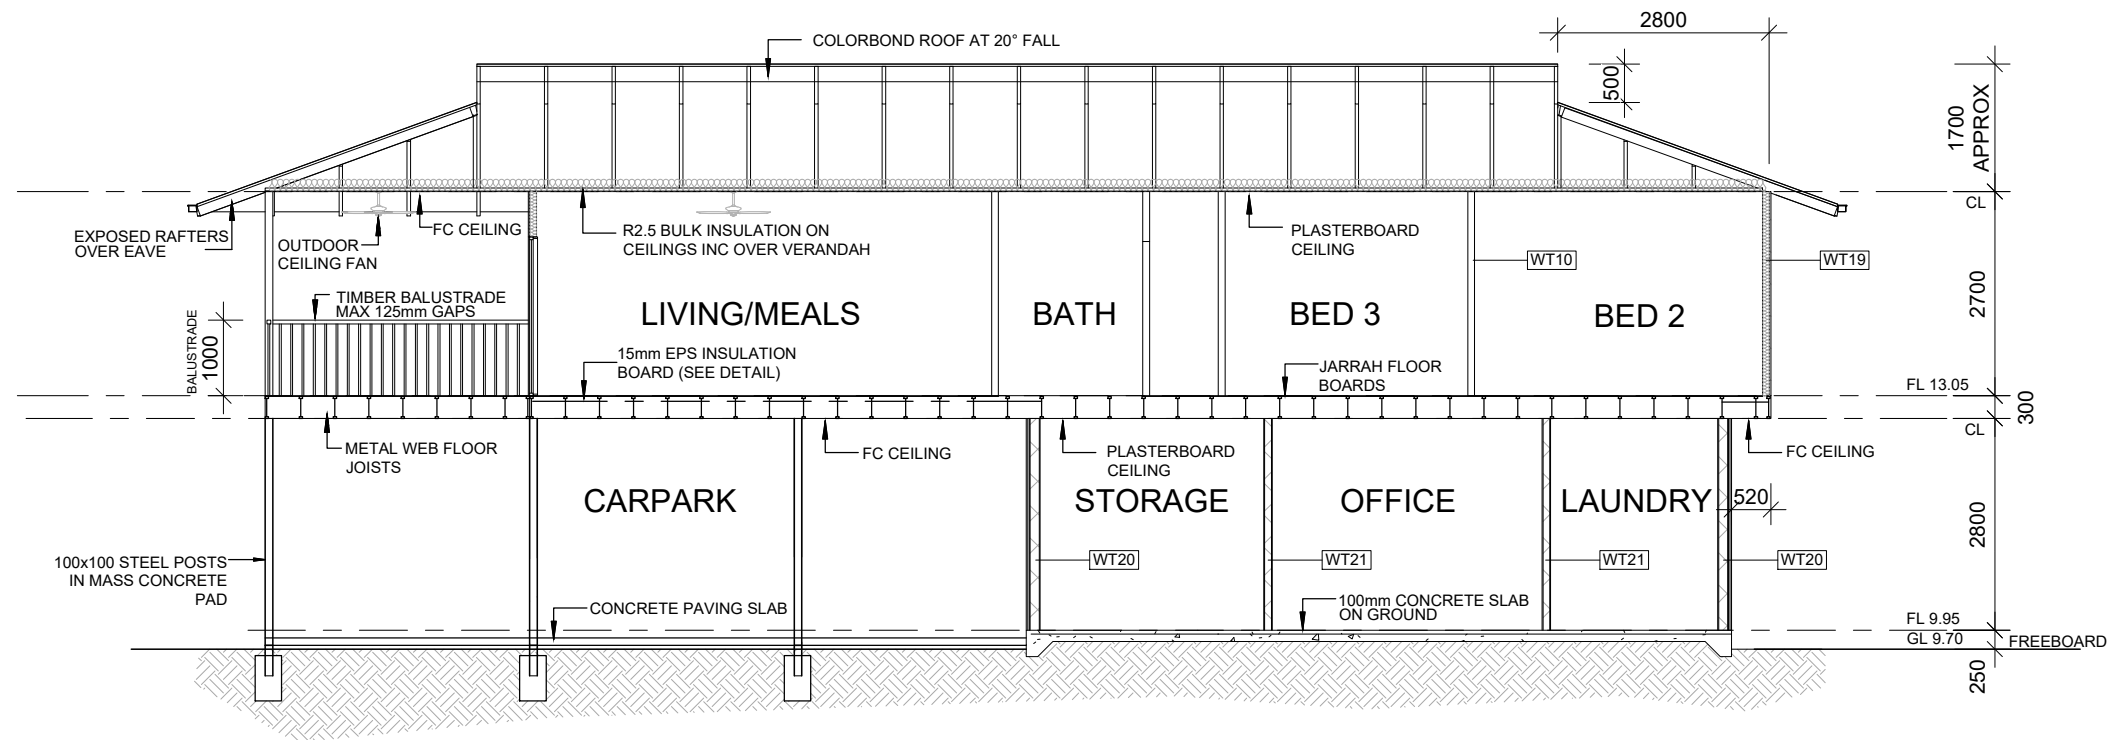 2800
COLORBOND ROOF AT 20° FALL
500
1700
APPROX
CL
EXPOSED RAFTERS
OVER EAVE
OUTDOOR
CEILING FAN
FC CEILING
R2.5 BULK INSULATION ON
CEILINGS INC OVER VERANDAH
PLASTERBOARD
CEILING
WT10
WT19
TIMBER BALUSTRADE
MAX 125mm GAPS
BALUSTRADE
1000
LIVING/MEALS
BATH
BED 3
BED 2
2700
15mm EPS INSULATION
BOARD (SEE DETAIL)
JARRAH FLOOR
BOARDS
FL 13.05
300
CL
METAL WEB FLOOR
JOISTS
FC CEILING
PLASTERBOARD
CEILING
FC CEILING
CARPARK
STORAGE
OFFICE
LAUNDRY
520
2800
100x100 STEEL POSTS
IN MASS CONCRETE
PAD
WT20
WT21
WT21
WT20
CONCRETE PAVING SLAB
100mm CONCRETE SLAB
ON GROUND
FL 9.95
GL 9.70
FREEBOARD
250